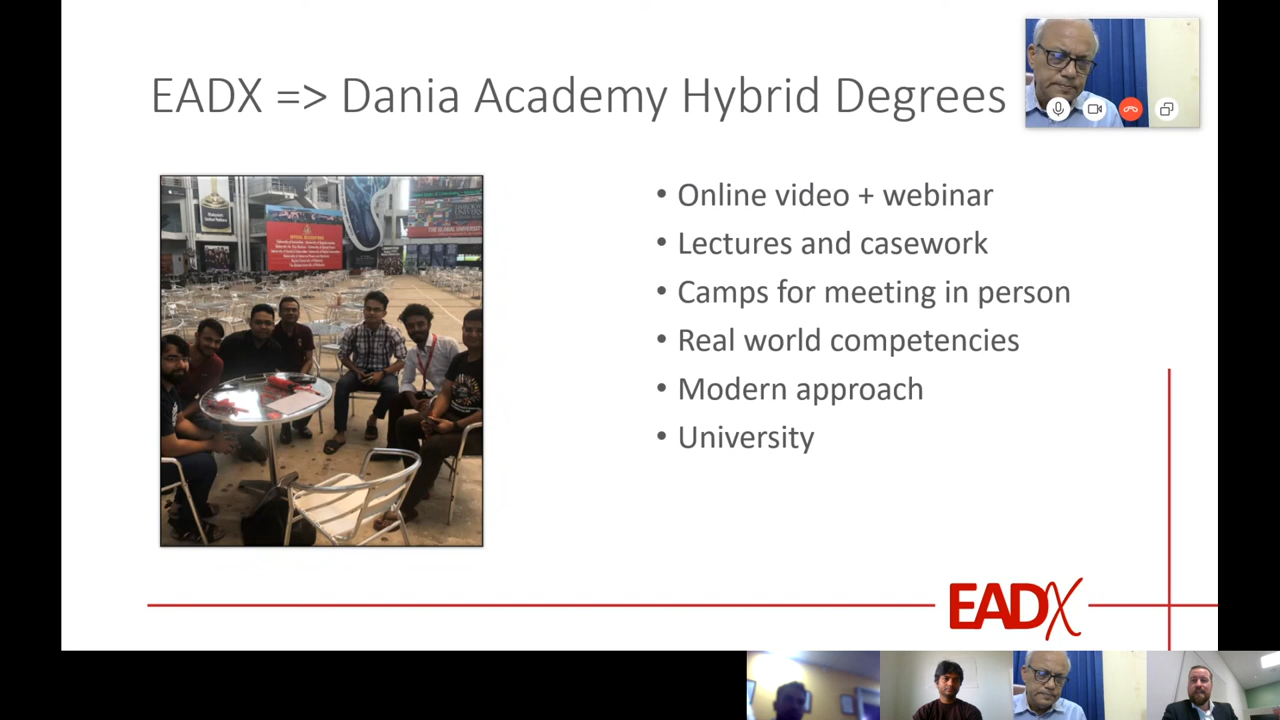 EADX => Dania Academy Hybrid Degrees
• Online video + webinar
• Lectures and casework
• Camps for meeting in person
• Real world competencies
• Modern approach
• University
EADX